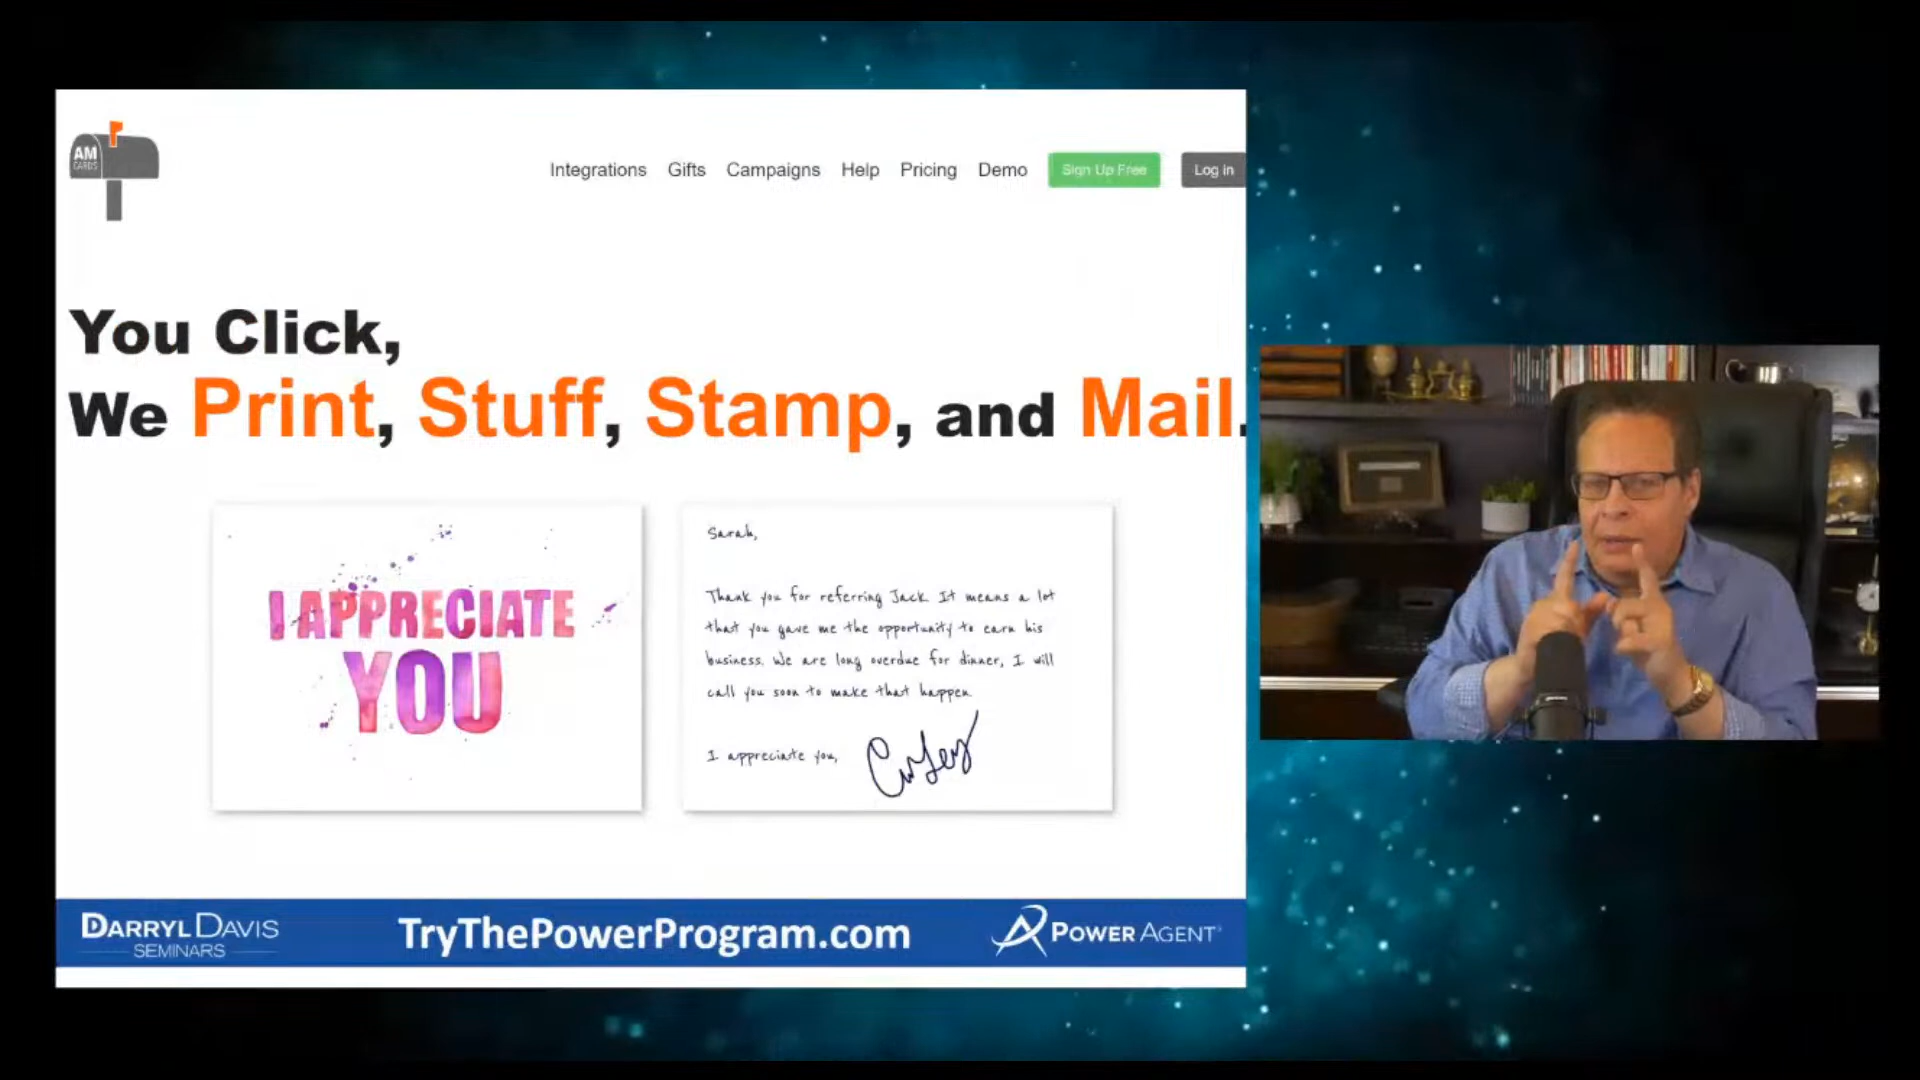 AM
CARDS
Integrations Gifts Campaigns Help Pricing Demo Sign Up Free Log in
You Click,
We Print, Stuff, Stamp, and Mail.
I APPRECIATE
YOU
Sarah,
Thank you for referring Jack. It means a lot
that you gave me the opportunity to earn his
business. We are long overdue for dinner, I will
call you soon to make that happen.
I appreciate you,
DARRYL DAVIS
SEMINARS
TryThePowerProgram.com
POWER AGENT